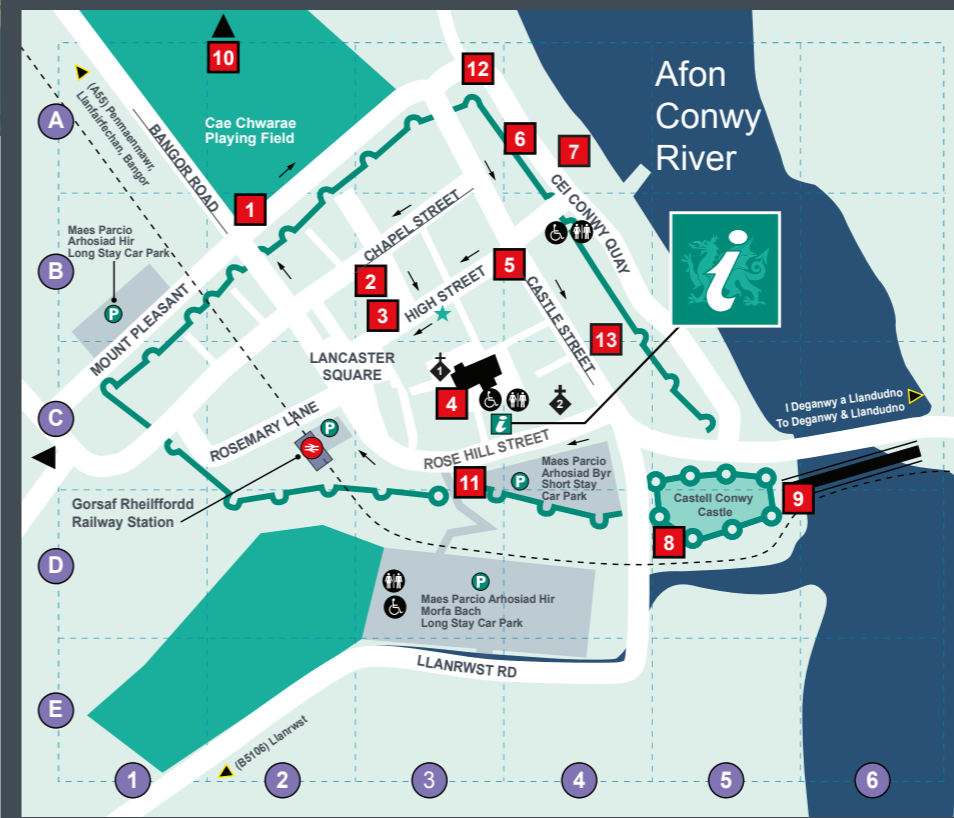 10
12
Afon
Conwy
River
A
(A55) Penmaenmawr,
Llanfairfechan, Bangor
BANGOR ROAD
Cae Chwarae
Playing Field
6
7
CEI CONWY QUAY
1
CHAPEL STREET
Maes Parcio
Arhosiad Hir
Long Stay Car Park
P
B
2
3
HIGH STREET
5
CASTLE STREET
i
MOUNT PLEASANT
13
LANCASTER
SQUARE
1
4
2
i
I Deganwy a Llandudno
To Deganwy & Llandudno
C
ROSEMARY LANE
P
ROSE HILL STREET
11
P
Maes Parcio
Arhosiad Byr
Short Stay
Car Park
Castell Conwy
Castle
9
Gorsaf Rheilffordd
Railway Station
8
D
P
Maes Parcio Arhosiad Hir
Morfa Bach
Long Stay Car Park
LLANRWST RD
E
(B5106) Llanrwst
1
2
3
4
5
6